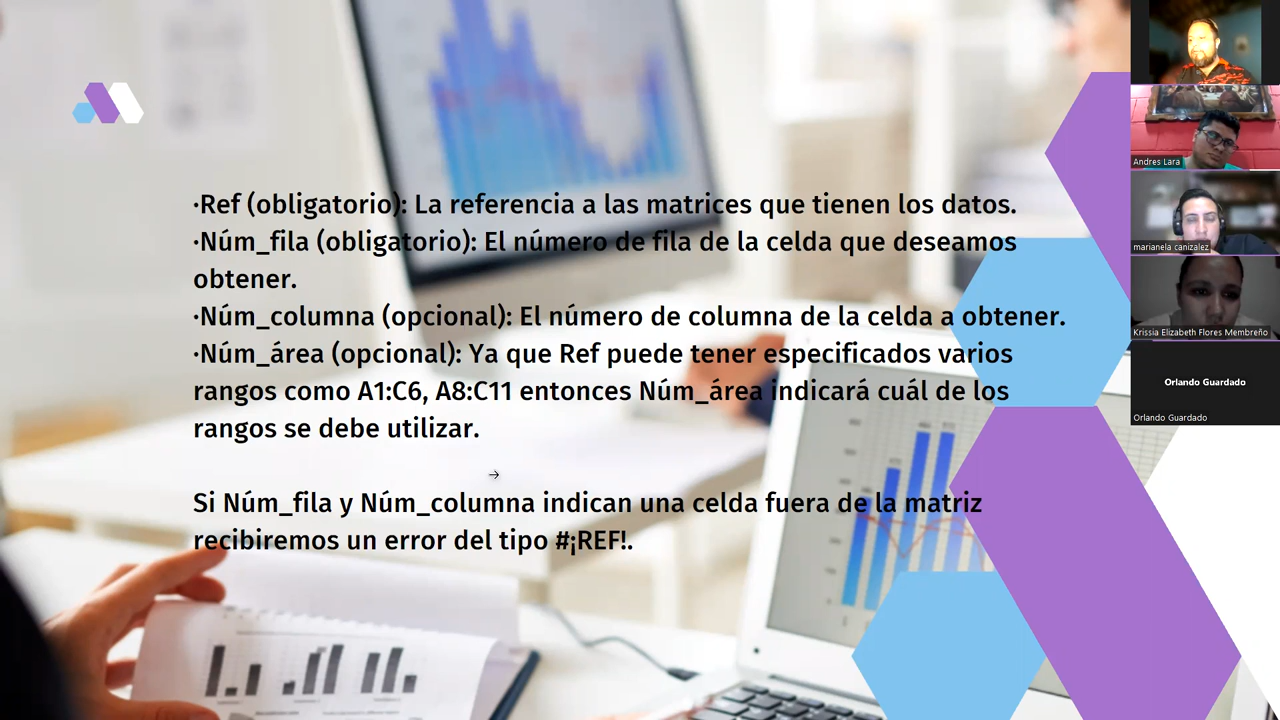 ·Ref (obligatorio): La referencia a las matrices que tienen los datos.
·Núm_fila (obligatorio): El número de fila de la celda que deseamos
obtener.
·Núm_columna (opcional): El número de columna de la celda a obtener.
·Núm_área (opcional): Ya que Ref puede tener especificados varios
rangos como A1:C6, A8:C11 entonces Núm_área indicará cuál de los
rangos se debe utilizar.
Si Núm_fila y Núm_columna indican una celda fuera de la matriz
recibiremos un error del tipo #¡REF!.
Andres Lara
marianela canizalez
Krissia Elizabeth Flores Membreño
Orlando Guardado
Orlando Guardado